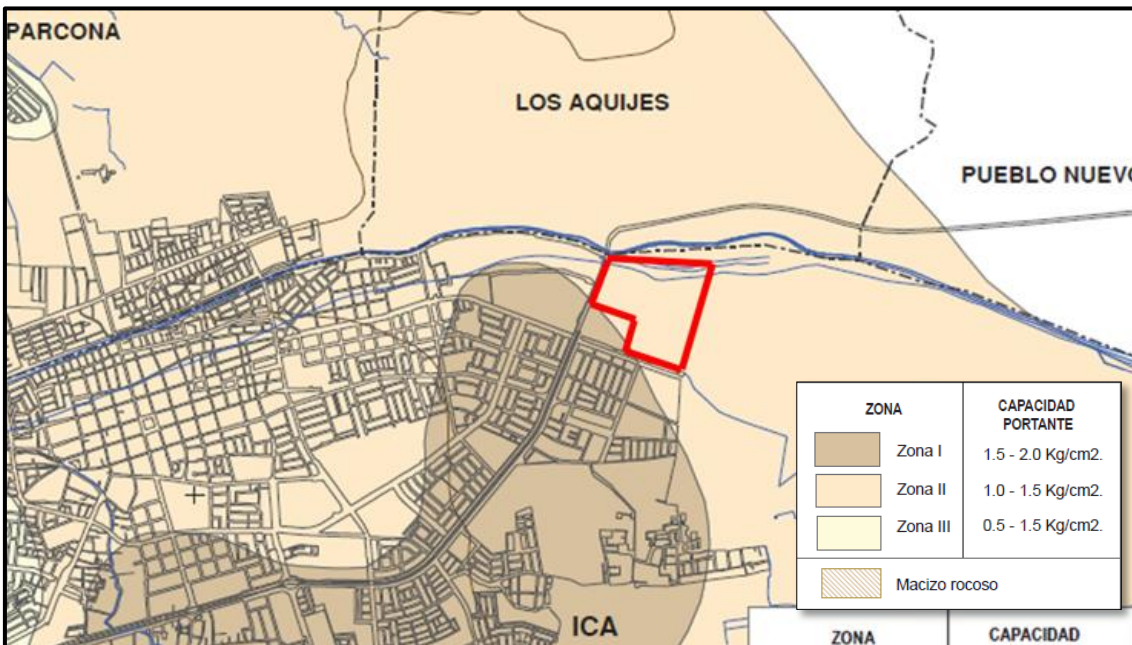 PARCONA
LOS AQUIJES
PUEBLO NUEVO
ICA
ZONA
CAPACIDAD
PORTANTE
Zona I
1.5 - 2.0 Kg/cm2.
Zona II
1.0 - 1.5 Kg/cm2.
Zona III
0.5 - 1.5 Kg/cm2.
Macizo rocoso
ZONA
CAPACIDAD